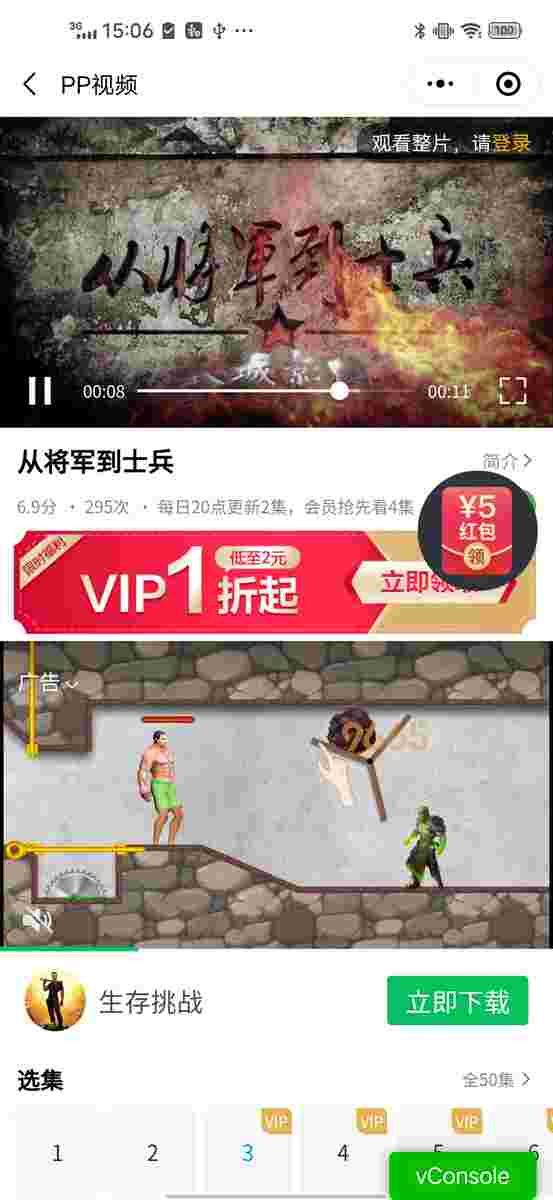 3G 15:06 100
PP视频
观看整片，请登录
从将軍到士兵
00:08 00:11
从将军到士兵
简介
6.9分 · 295次 · 每日20点更新2集，会员抢先看4集
¥5
红包
领
限时福利
VIP1折起
低至2元
立即领
广告
生存挑战
立即下载
选集
全50集
VIP VIP VIP
1 2 3 4 5 6
vConsole